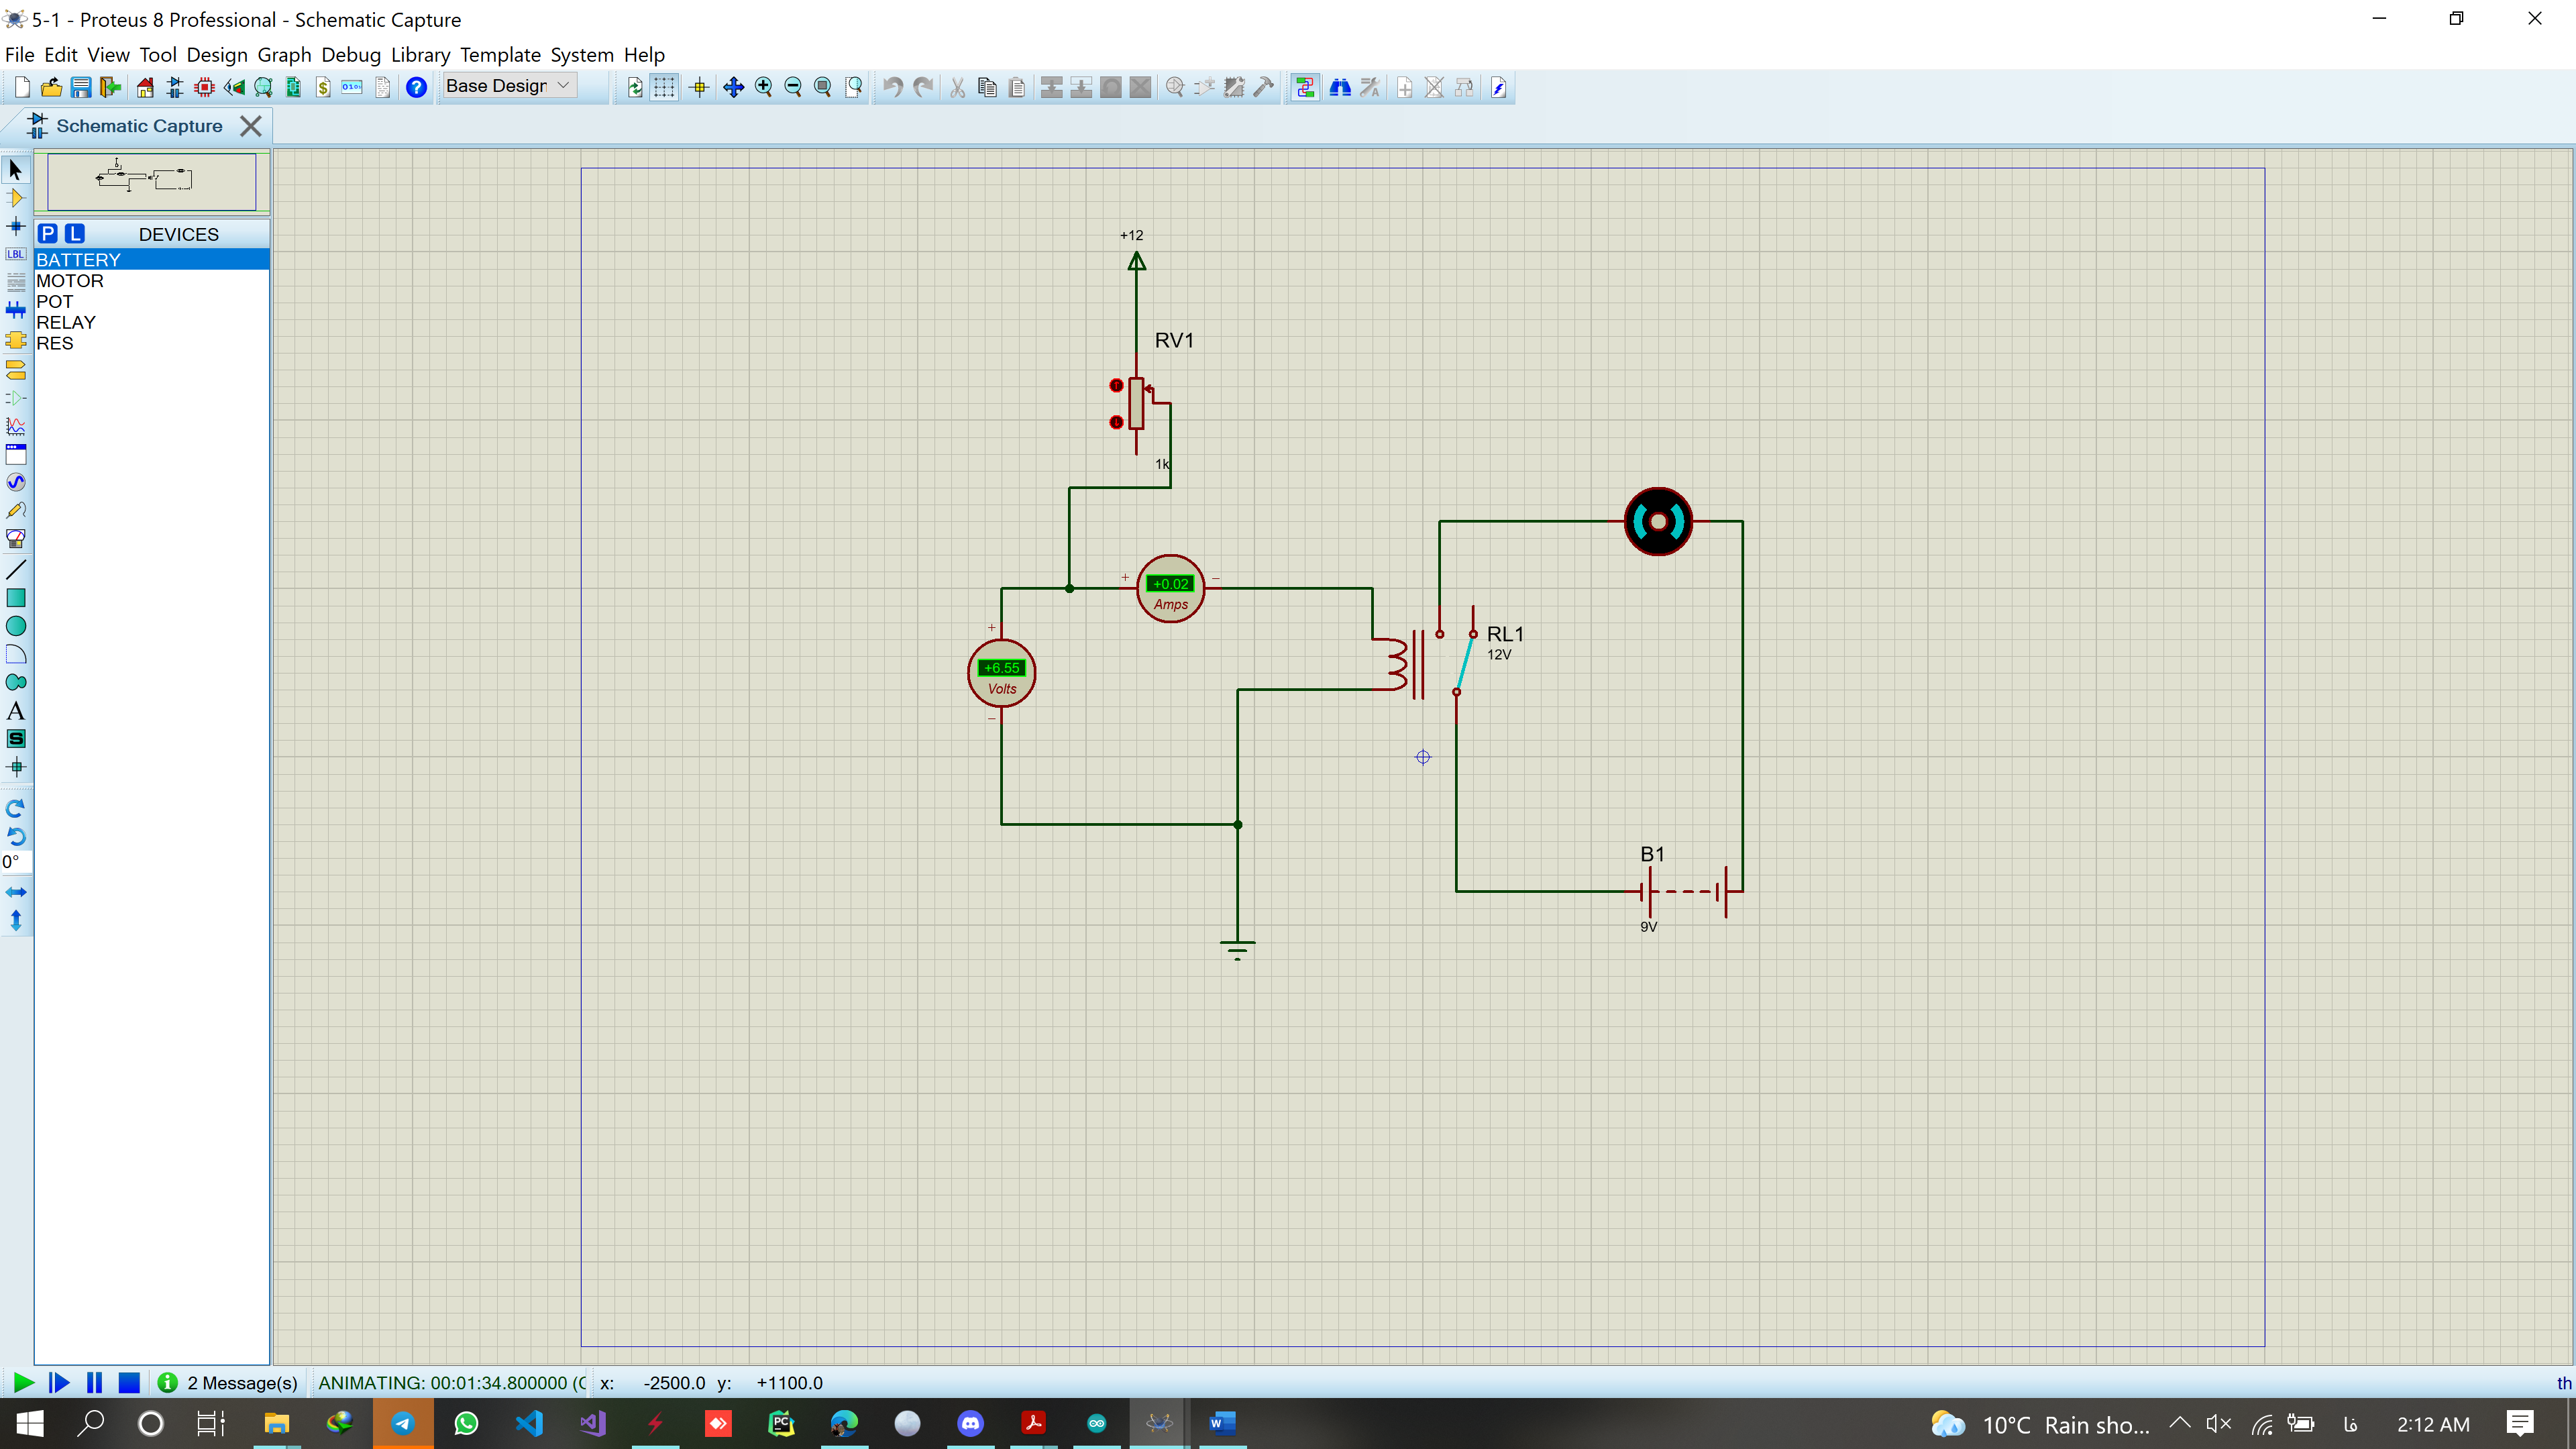 5-1 - Proteus 8 Professional - Schematic Capture
File Edit View Tool Design Graph Debug Library Template System Help
Base Design
Schematic Capture
P L DEVICES
BATTERY
MOTOR
POT
RELAY
RES
LBL
A
S
0°
+12
RV1
1k
+ +0.02 −
Amps
+
+6.55
Volts
−
RL1
12V
B1
9V
2 Message(s) ANIMATING: 00:01:34.800000 (C x: -2500.0 y: +1100.0 th
10°C Rain sho... فا 2:12 AM